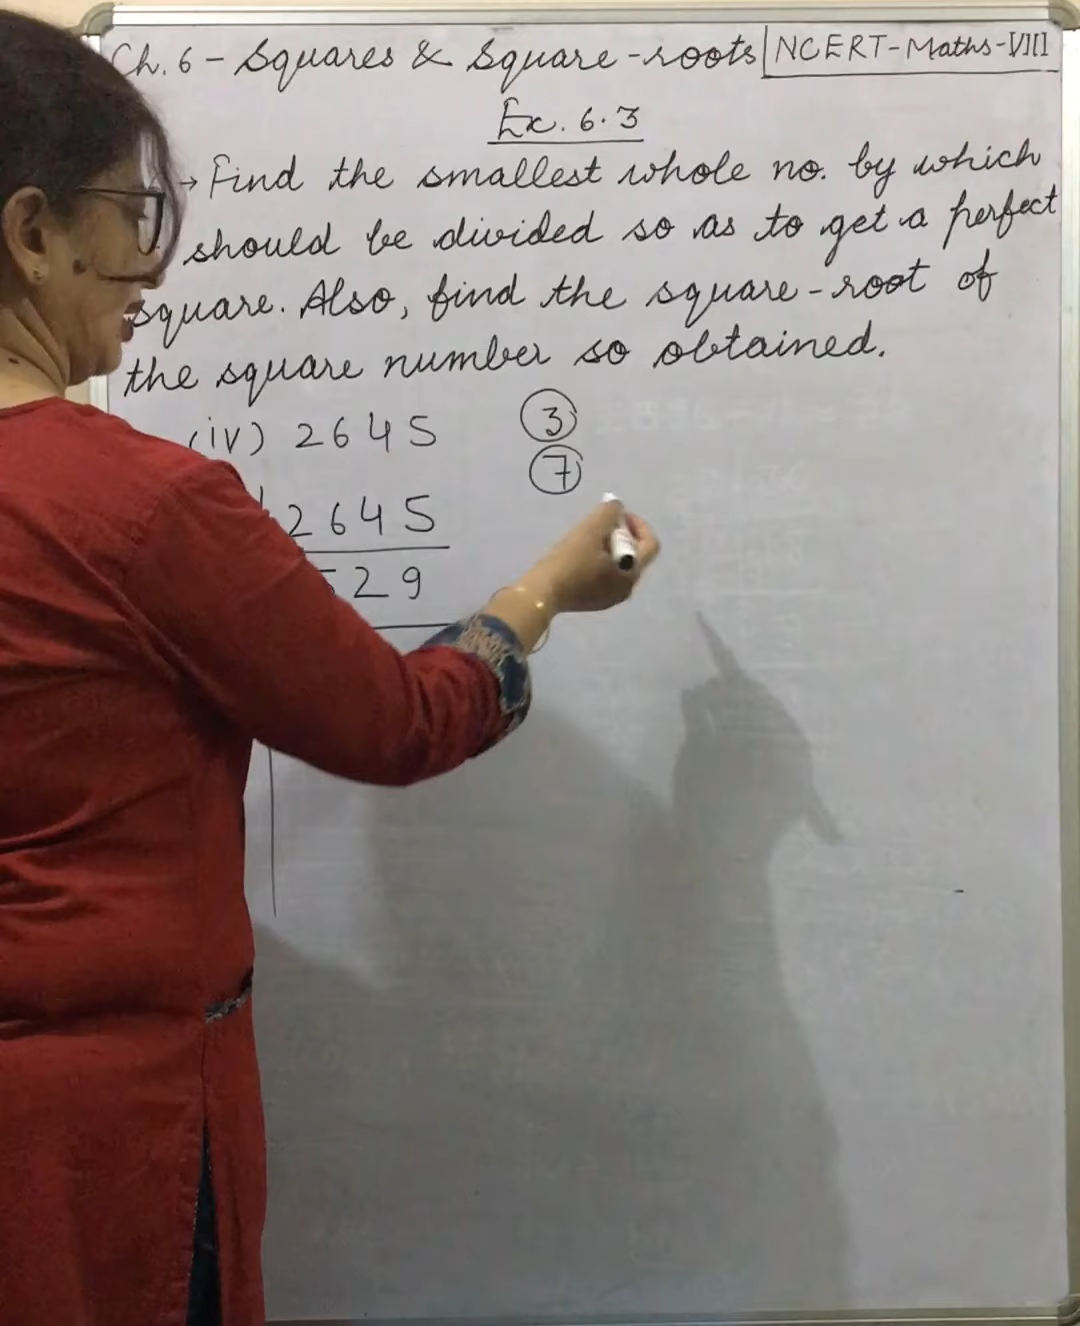 Ch. 6 - Squares & Square-roots | NCERT-Maths-VIII
Ex. 6.3
→ Find the smallest whole no. by which
should be divided so as to get a perfect
square. Also, find the square-root of
the square number so obtained.
(iv) 2645 3
7
2645
529